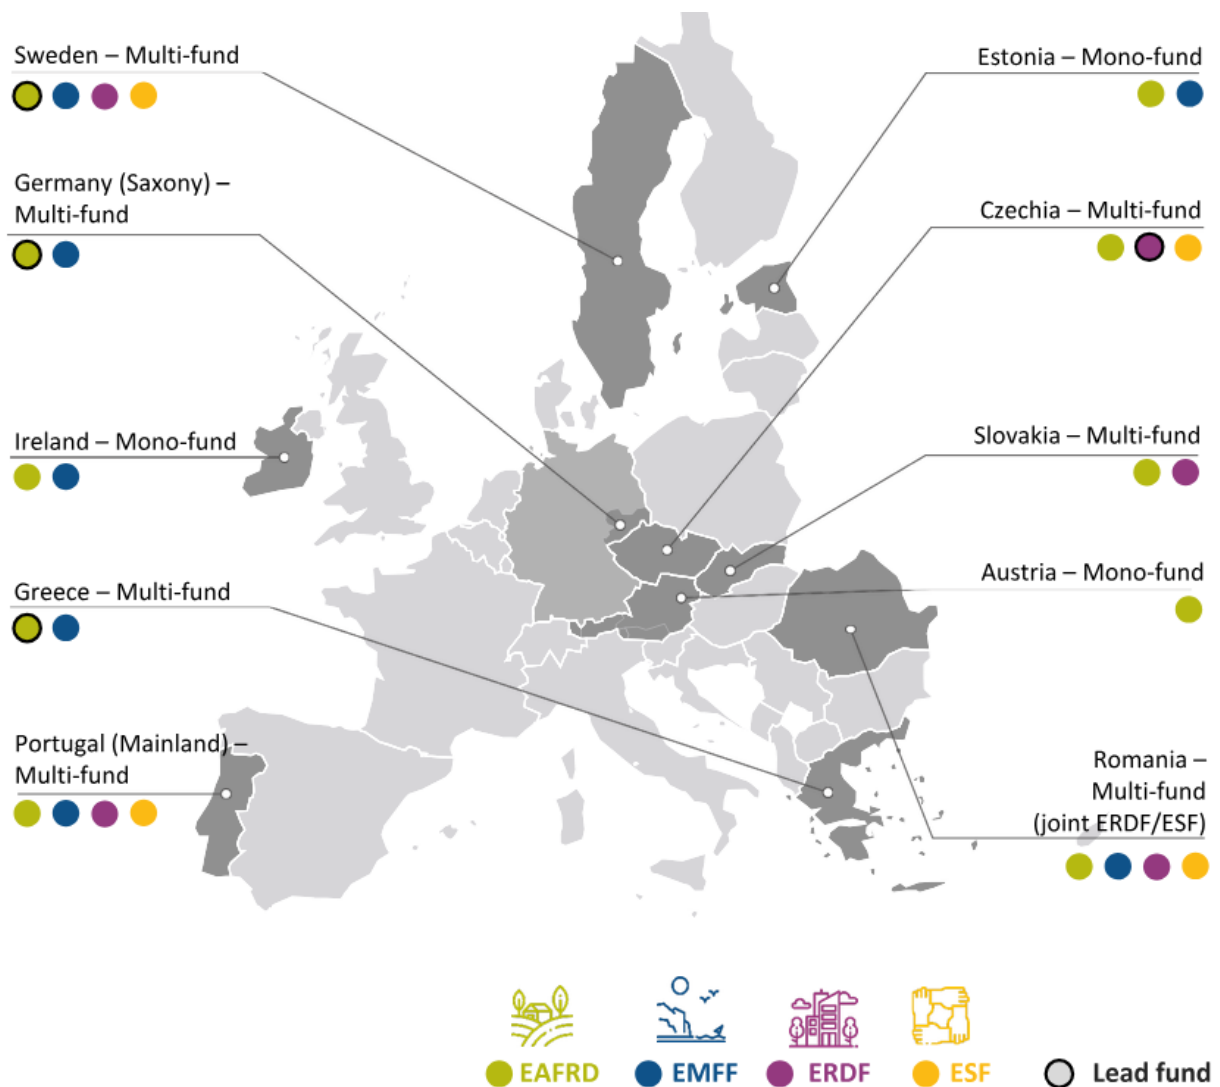 Sweden – Multi-fund
Germany (Saxony) –
Multi-fund
Ireland – Mono-fund
Greece – Multi-fund
Portugal (Mainland) –
Multi-fund
Estonia – Mono-fund
Czechia – Multi-fund
Slovakia – Multi-fund
Austria – Mono-fund
Romania –
Multi-fund
(joint ERDF/ESF)
EAFRD
EMFF
ERDF
ESF
Lead fund